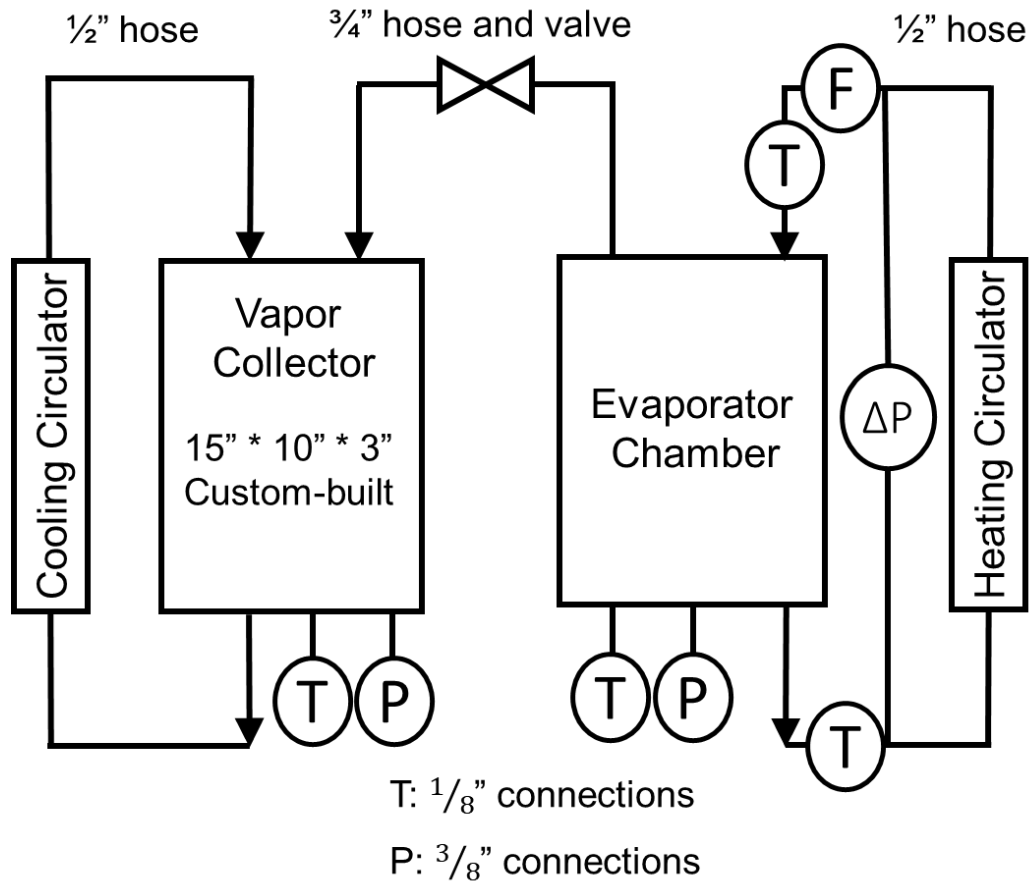 ½” hose
¾” hose and valve
½” hose
F
T
Cooling Circulator
Vapor
Collector
15” * 10” * 3”
Custom-built
Evaporator
Chamber
ΔP
Heating Circulator
T
P
T
P
T
T: 1/8” connections
P: 3/8” connections